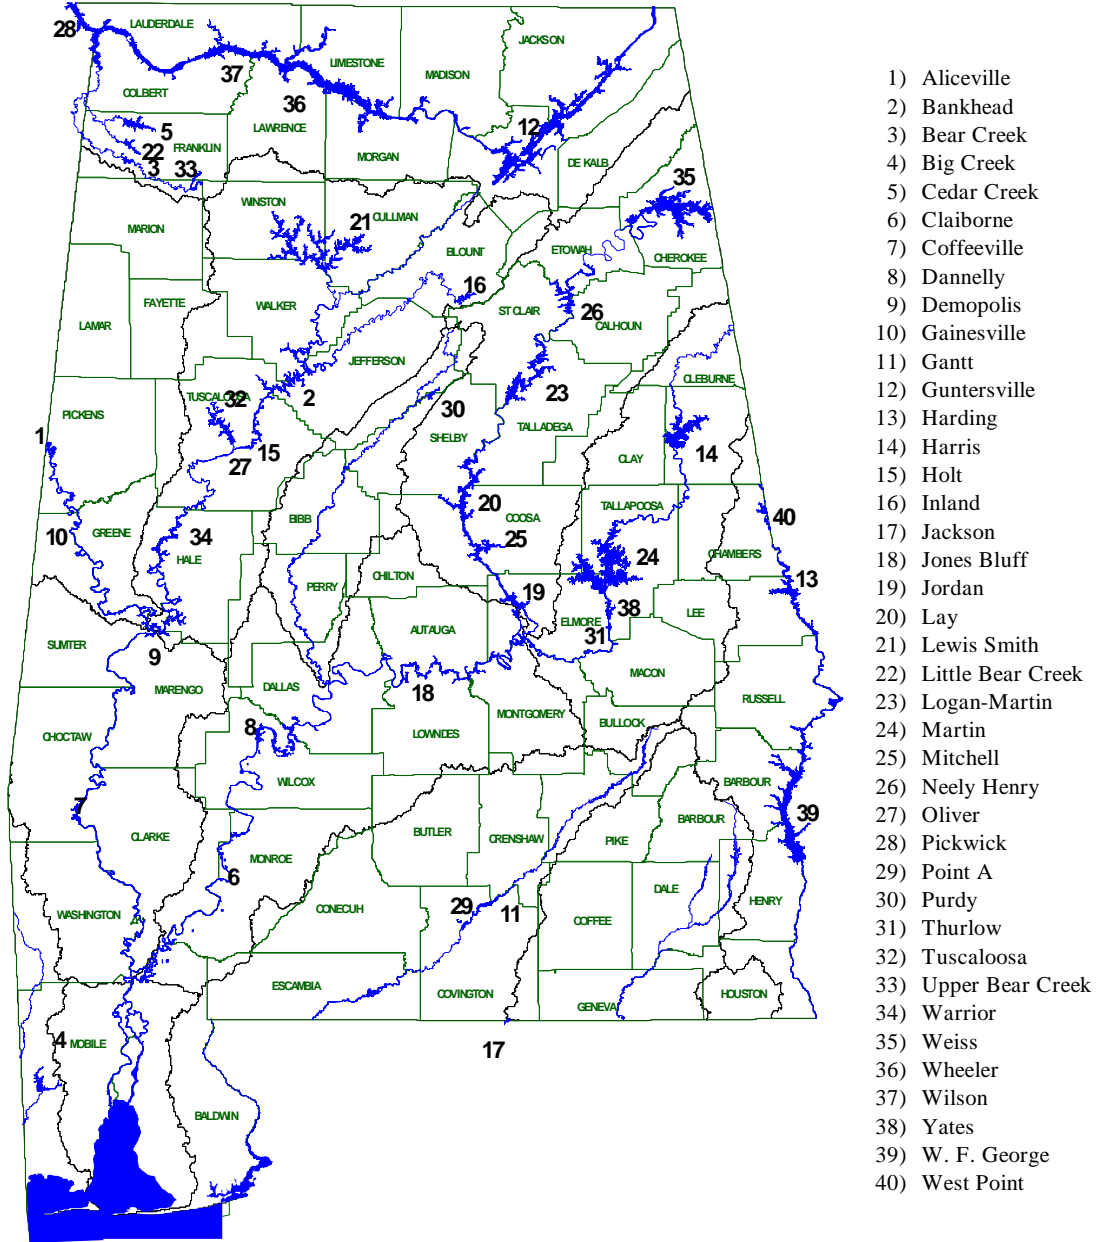 28
LAUDERDALE
37
LIMESTONE
MADISON
JACKSON
COLBERT
36
LAWRENCE
12
5
22
FRANKLIN
3
33
MORGAN
DE KALB
35
WINSTON
21
CULLMAN
MARION
BLOUNT
ETOWAH
CHEROKEE
16
FAYETTE
WALKER
ST CLAIR
26
CALHOUN
LAMAR
JEFFERSON
CLEBURNE
TUSCALOOSA
32
2
23
30
PICKENS
TALLADEGA
1
SHELBY
15
27
CLAY
14
20
TALLAPOOSA
COOSA
40
BIBB
10
GREENE
34
25
HALE
24
CHAMBERS
CHILTON
13
PERRY
19
38
LEE
ELMORE
AUTAUGA
31
SUMTER
9
MACON
MARENGO
DALLAS
18
RUSSELL
MONTGOMERY
8
BULLOCK
CHOCTAW
LOWNDES
WILCOX
BARBOUR
7
39
BARBOUR
CLARKE
BUTLER
CRENSHAW
PIKE
MONROE
6
DALE
HENRY
WASHINGTON
CONECUH
29
11
COFFEE
ESCAMBIA
COVINGTON
HOUSTON
GENEVA
4
MOBILE
17
BALDWIN
1) Aliceville
2) Bankhead
3) Bear Creek
4) Big Creek
5) Cedar Creek
6) Claiborne
7) Coffeeville
8) Dannelly
9) Demopolis
10) Gainesville
11) Gantt
12) Guntersville
13) Harding
14) Harris
15) Holt
16) Inland
17) Jackson
18) Jones Bluff
19) Jordan
20) Lay
21) Lewis Smith
22) Little Bear Creek
23) Logan-Martin
24) Martin
25) Mitchell
26) Neely Henry
27) Oliver
28) Pickwick
29) Point A
30) Purdy
31) Thurlow
32) Tuscaloosa
33) Upper Bear Creek
34) Warrior
35) Weiss
36) Wheeler
37) Wilson
38) Yates
39) W. F. George
40) West Point